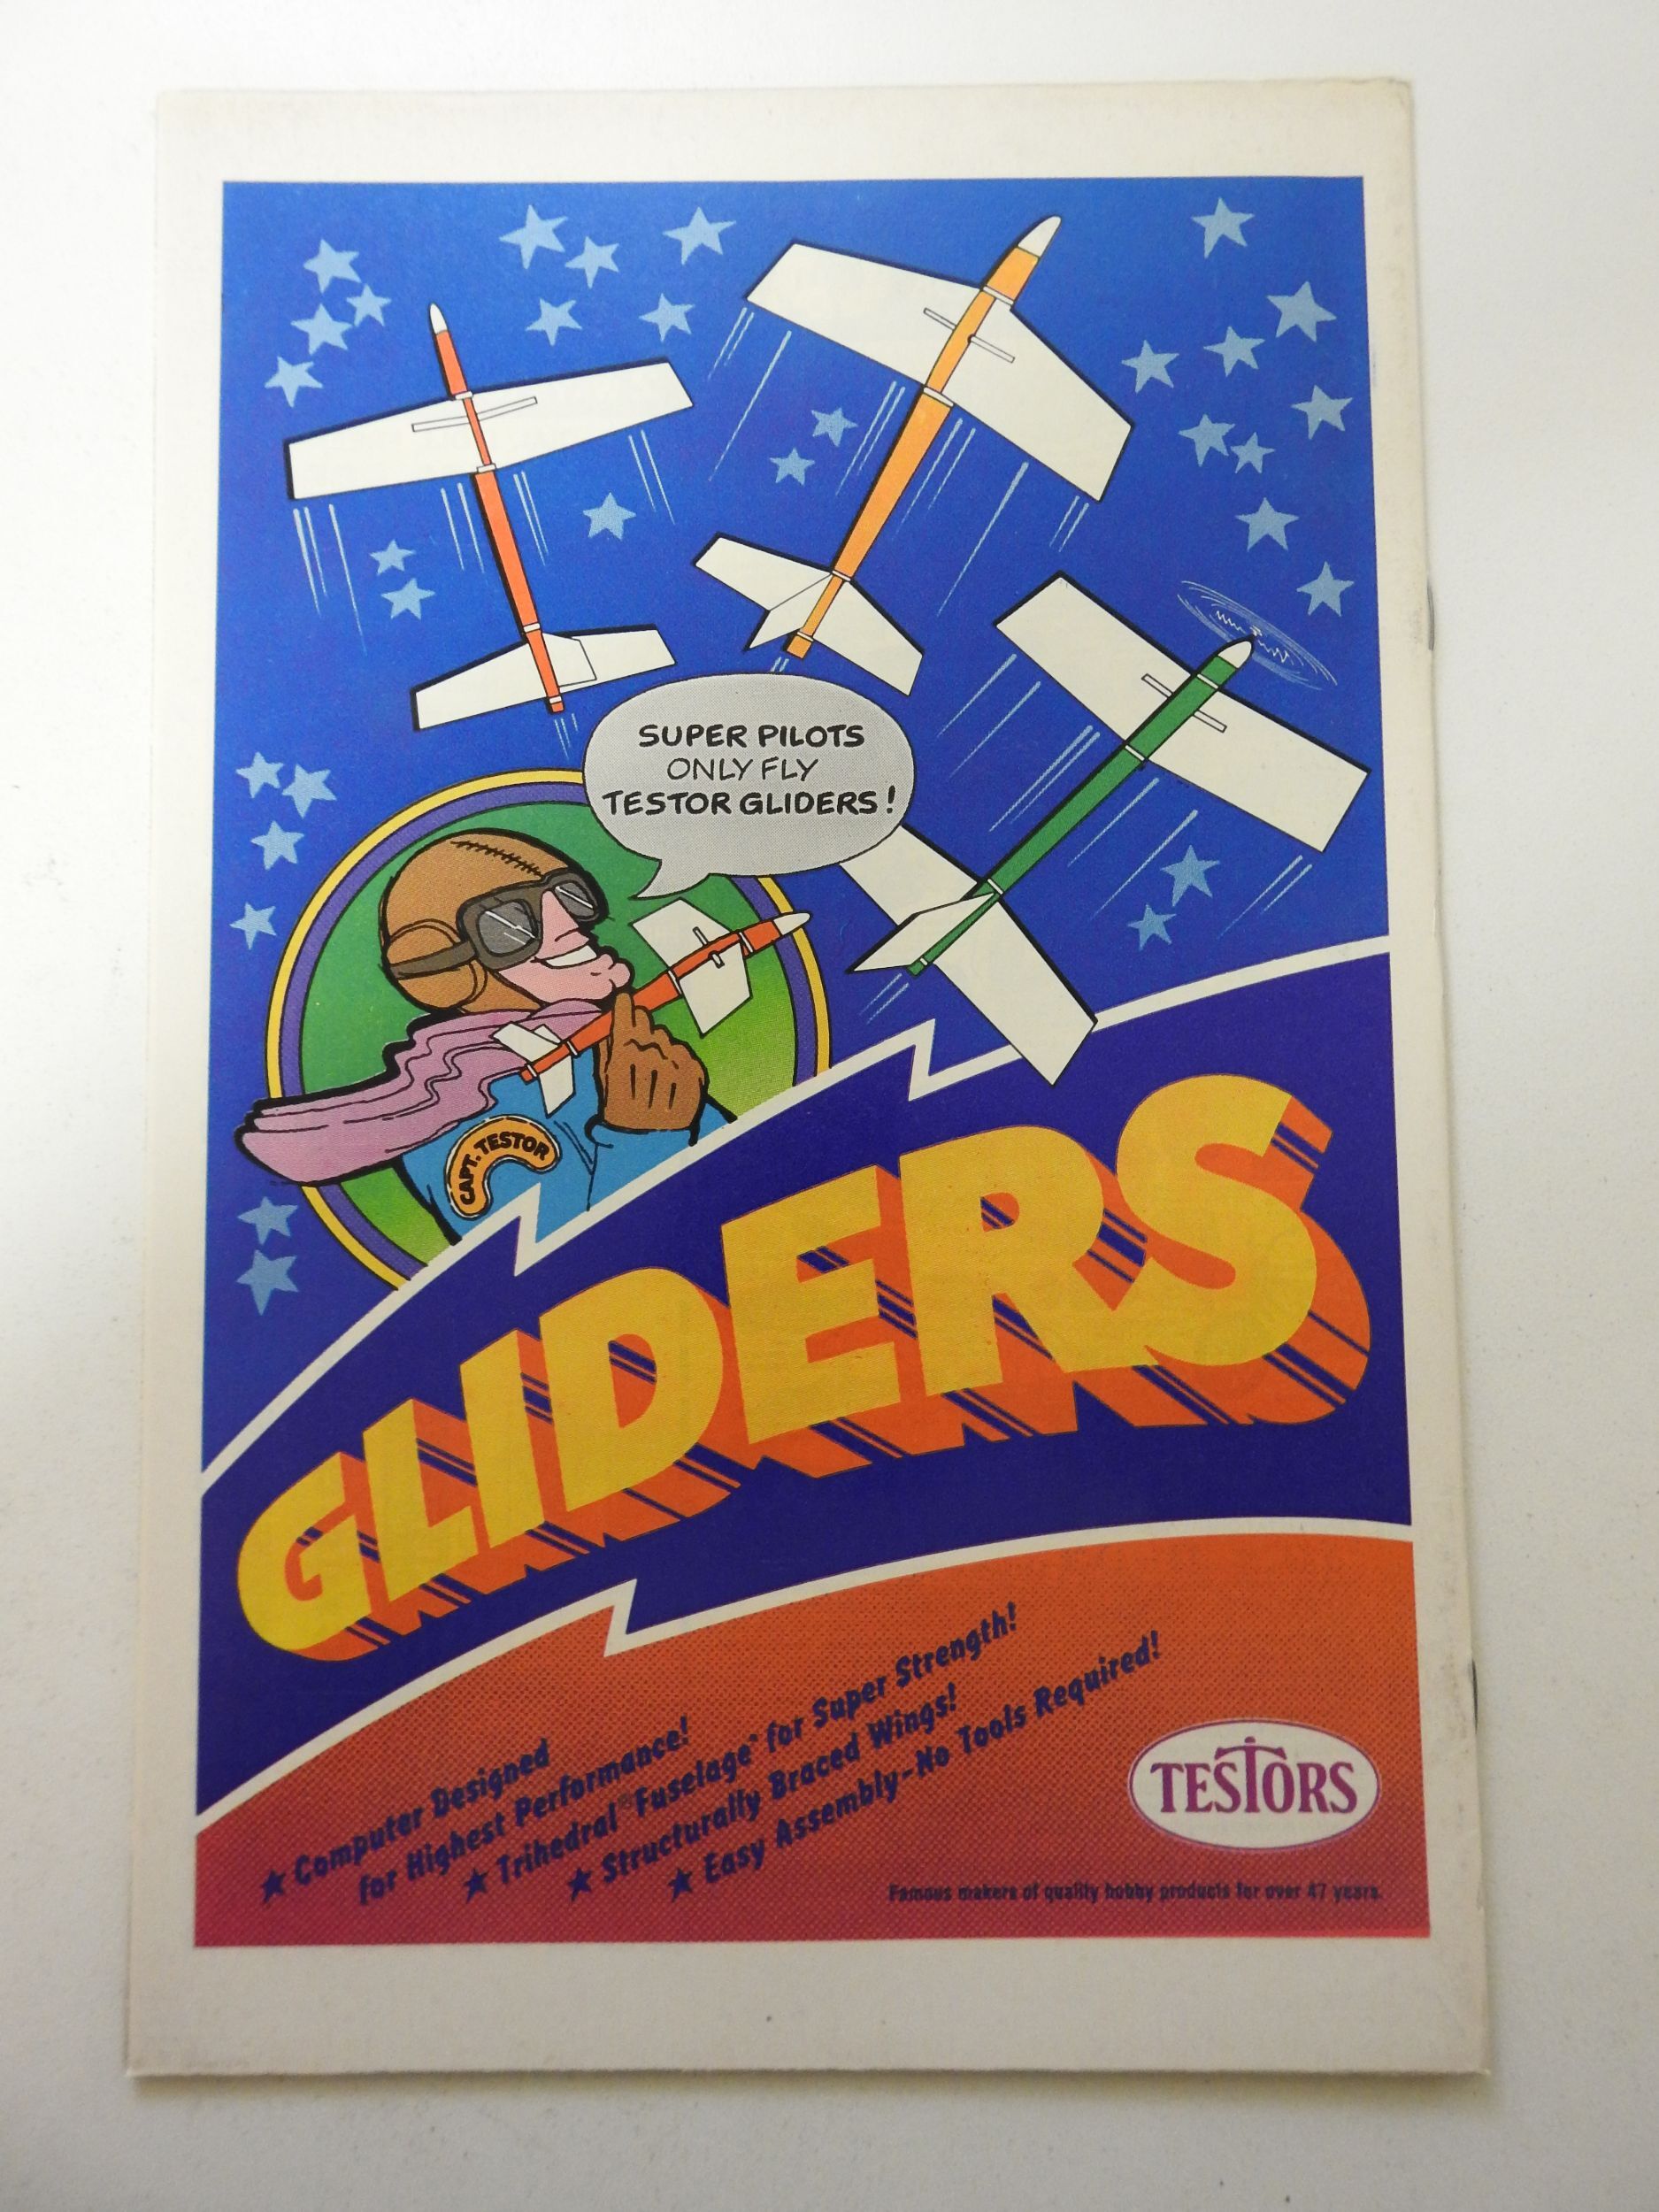 SUPER PILOTS
ONLY FLY
TESTOR GLIDERS!
CAPT. TESTOR
GLIDERS
★ Computer Designed
for Highest Performance!
★ Trihedral® Fuselage" for Super Strength!
★ Structurally Braced Wings!
★ Easy Assembly-No Tools Required!
TESTORS
Famous makers of quality hobby products for over 47 years.